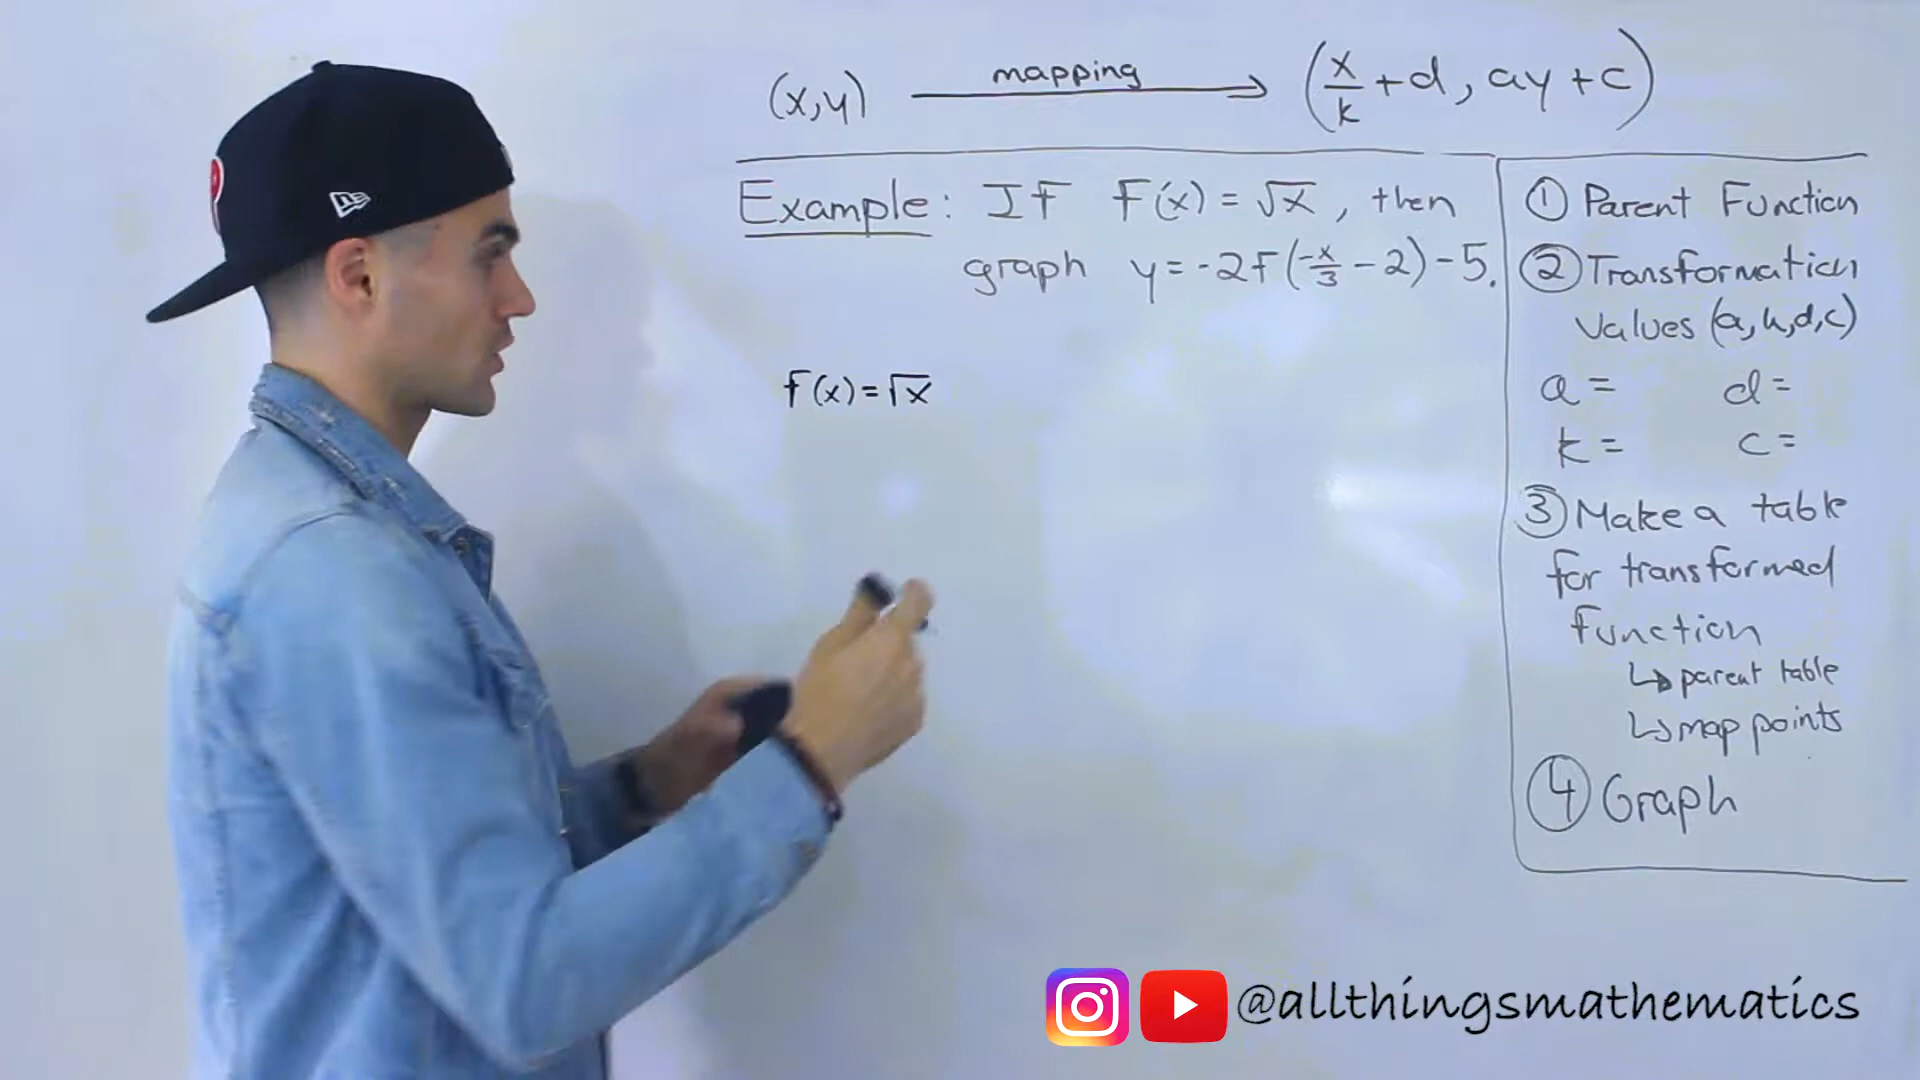 (x,y) mapping → (x/k + d, ay + c)
Example: If f(x) = √x, then
graph y = -2f(-x/3 - 2) - 5.
f(x) = √x
① Parent Function
② Transformation
Values (a,k,d,c)
a = d =
k = c =
③ Make a table
for transformed
function
↳ parent table
↳ map points
④ Graph
@allthingsmathematics